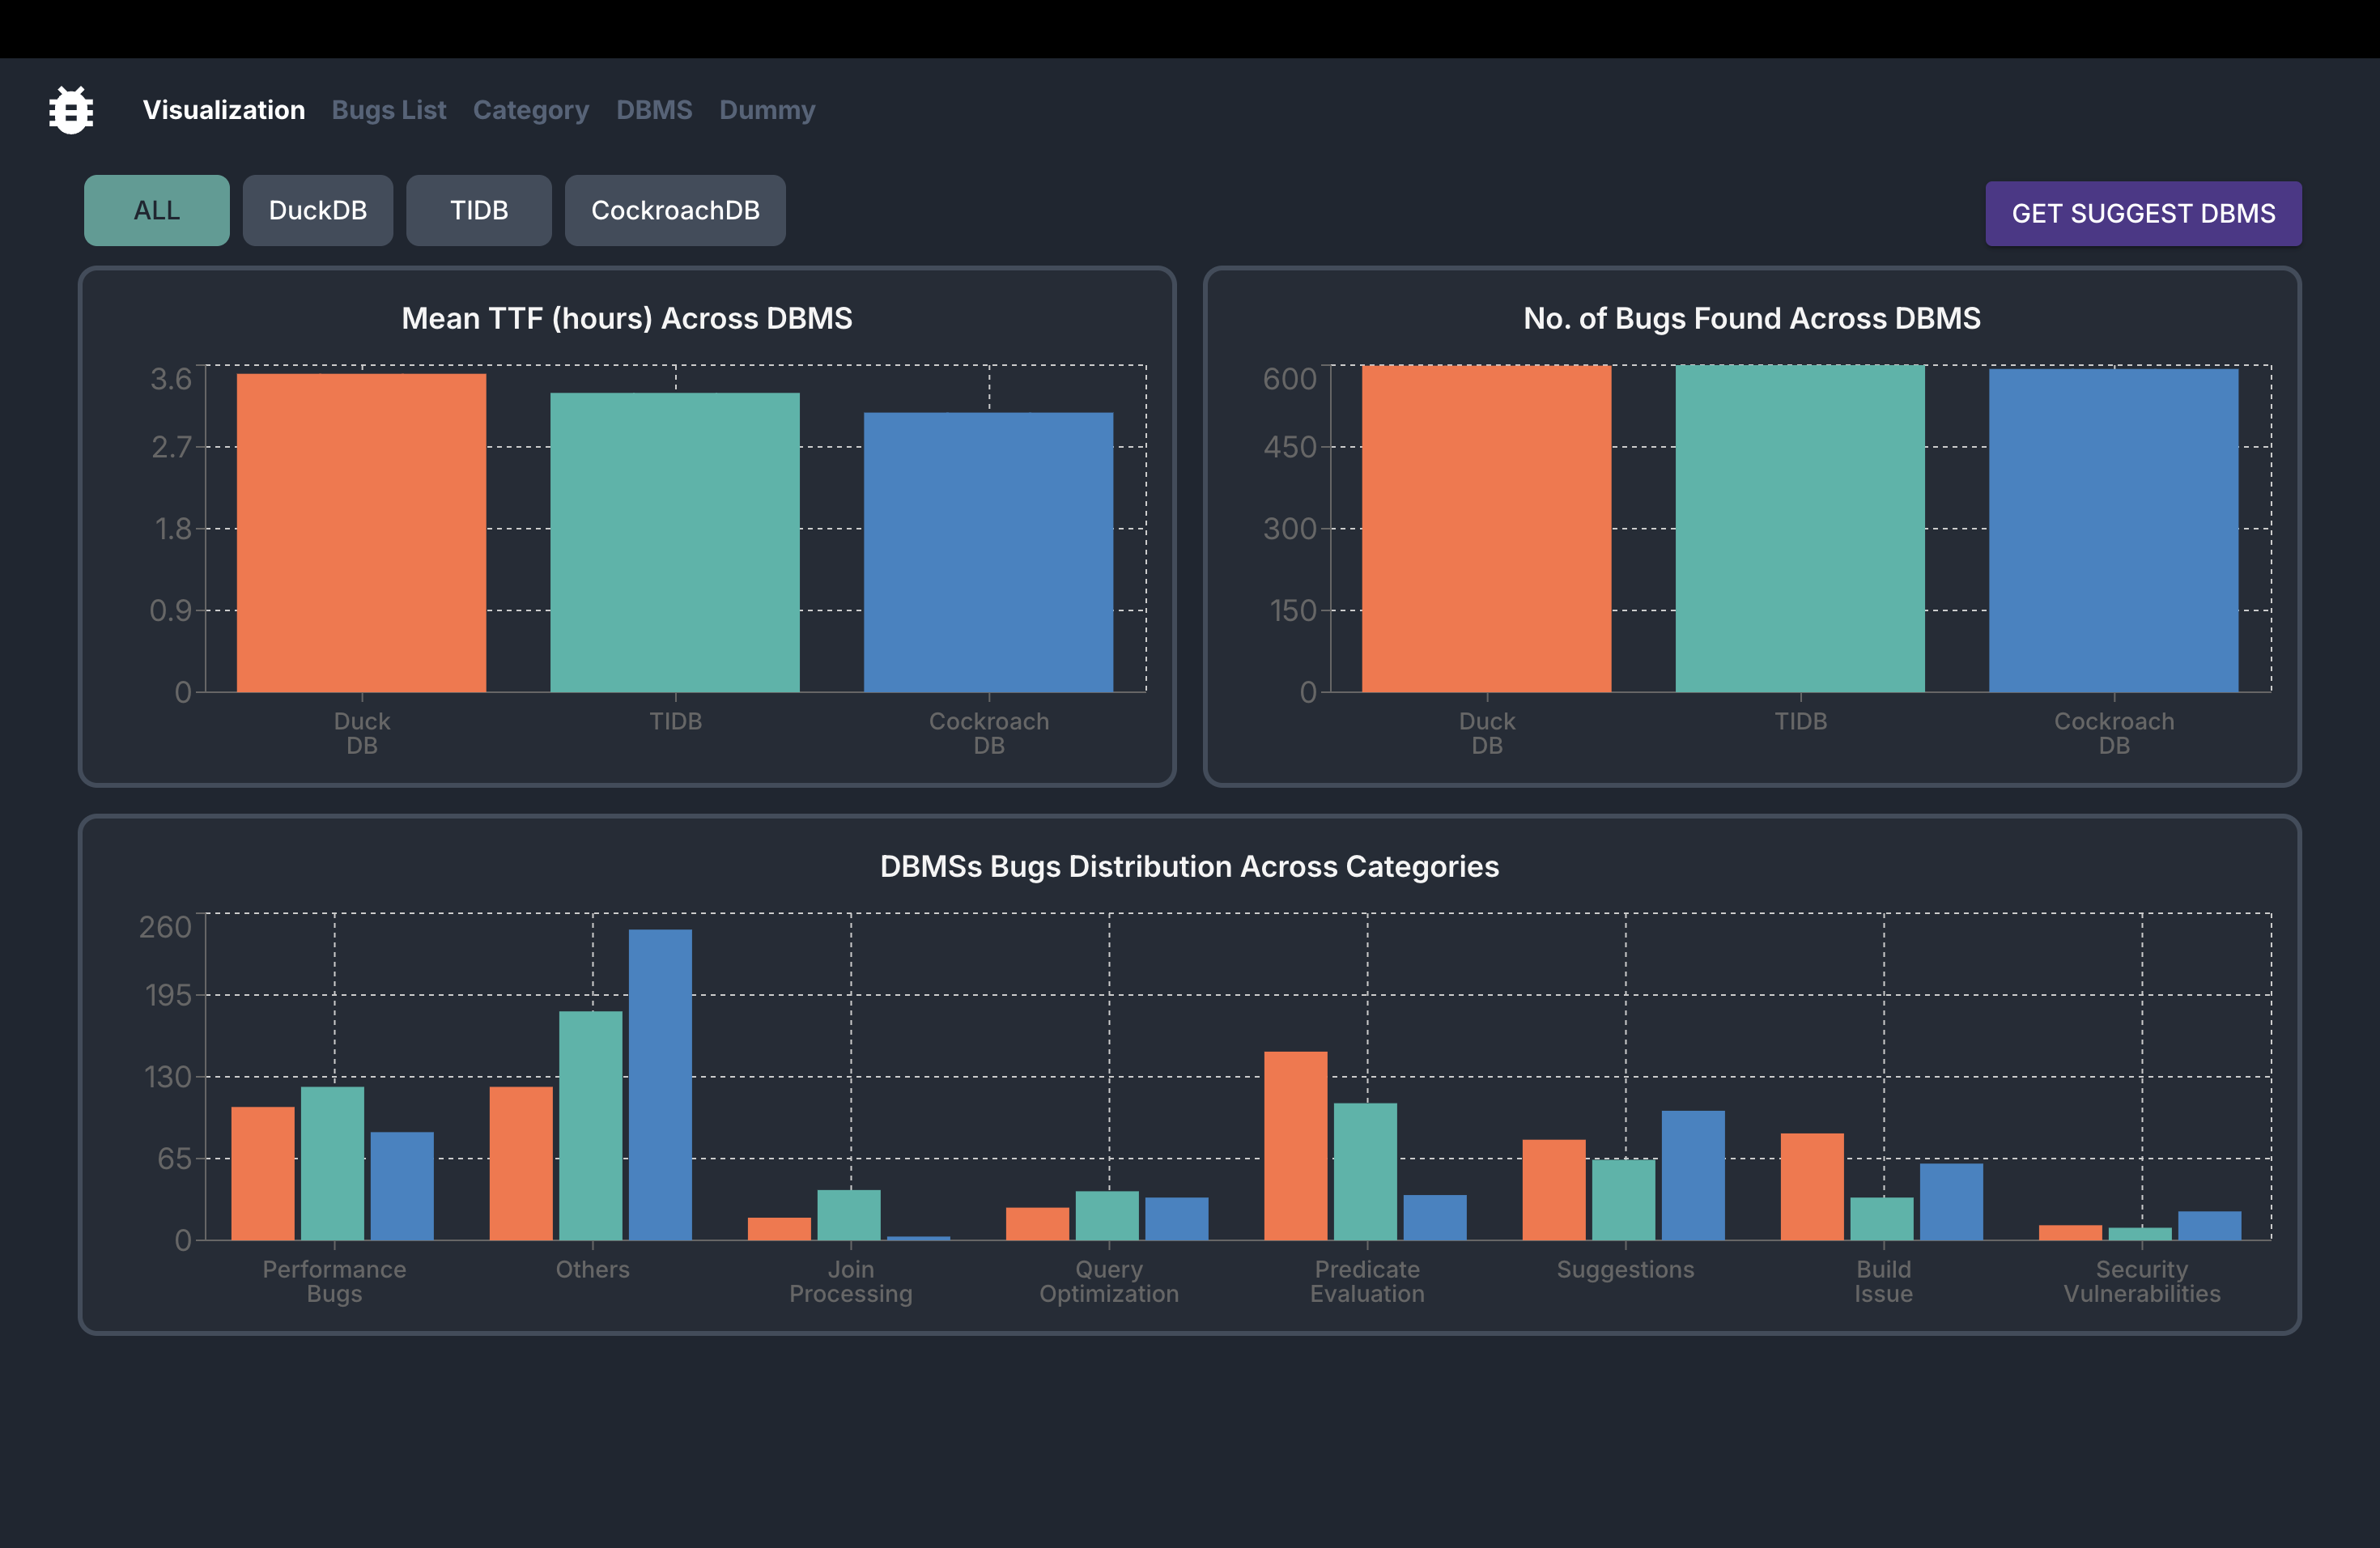 Visualization Bugs List Category DBMS Dummy
ALL DuckDB TIDB CockroachDB
GET SUGGEST DBMS
Mean TTF (hours) Across DBMS
3.6
2.7
1.8
0.9
0
Duck
DB
TIDB
Cockroach
DB
No. of Bugs Found Across DBMS
600
450
300
150
0
Duck
DB
TIDB
Cockroach
DB
DBMSs Bugs Distribution Across Categories
260
195
130
65
0
Performance
Bugs
Others
Join
Processing
Query
Optimization
Predicate
Evaluation
Suggestions
Build
Issue
Security
Vulnerabilities